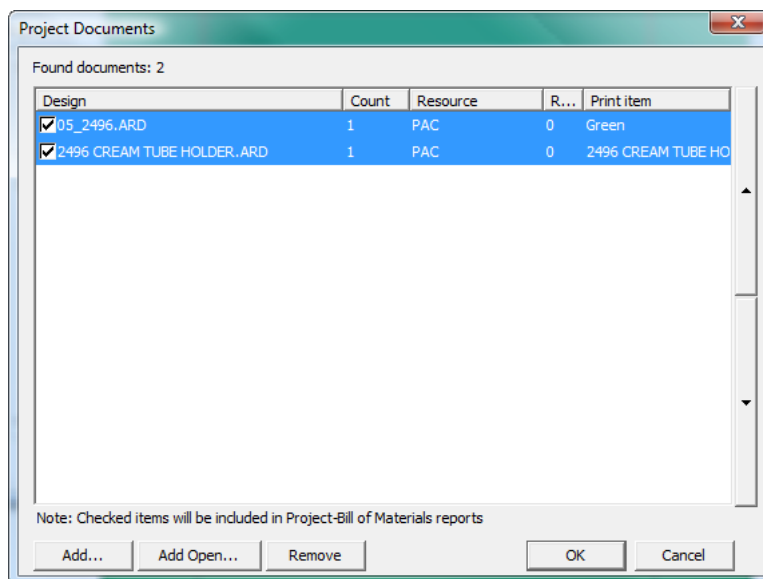 Project Documents
Found documents: 2
Design Count Resource R... Print item
05_2496.ARD 1 PAC 0 Green
2496 CREAM TUBE HOLDER.ARD 1 PAC 0 2496 CREAM TUBE HO
Note: Checked items will be included in Project-Bill of Materials reports
Add... Add Open... Remove OK Cancel